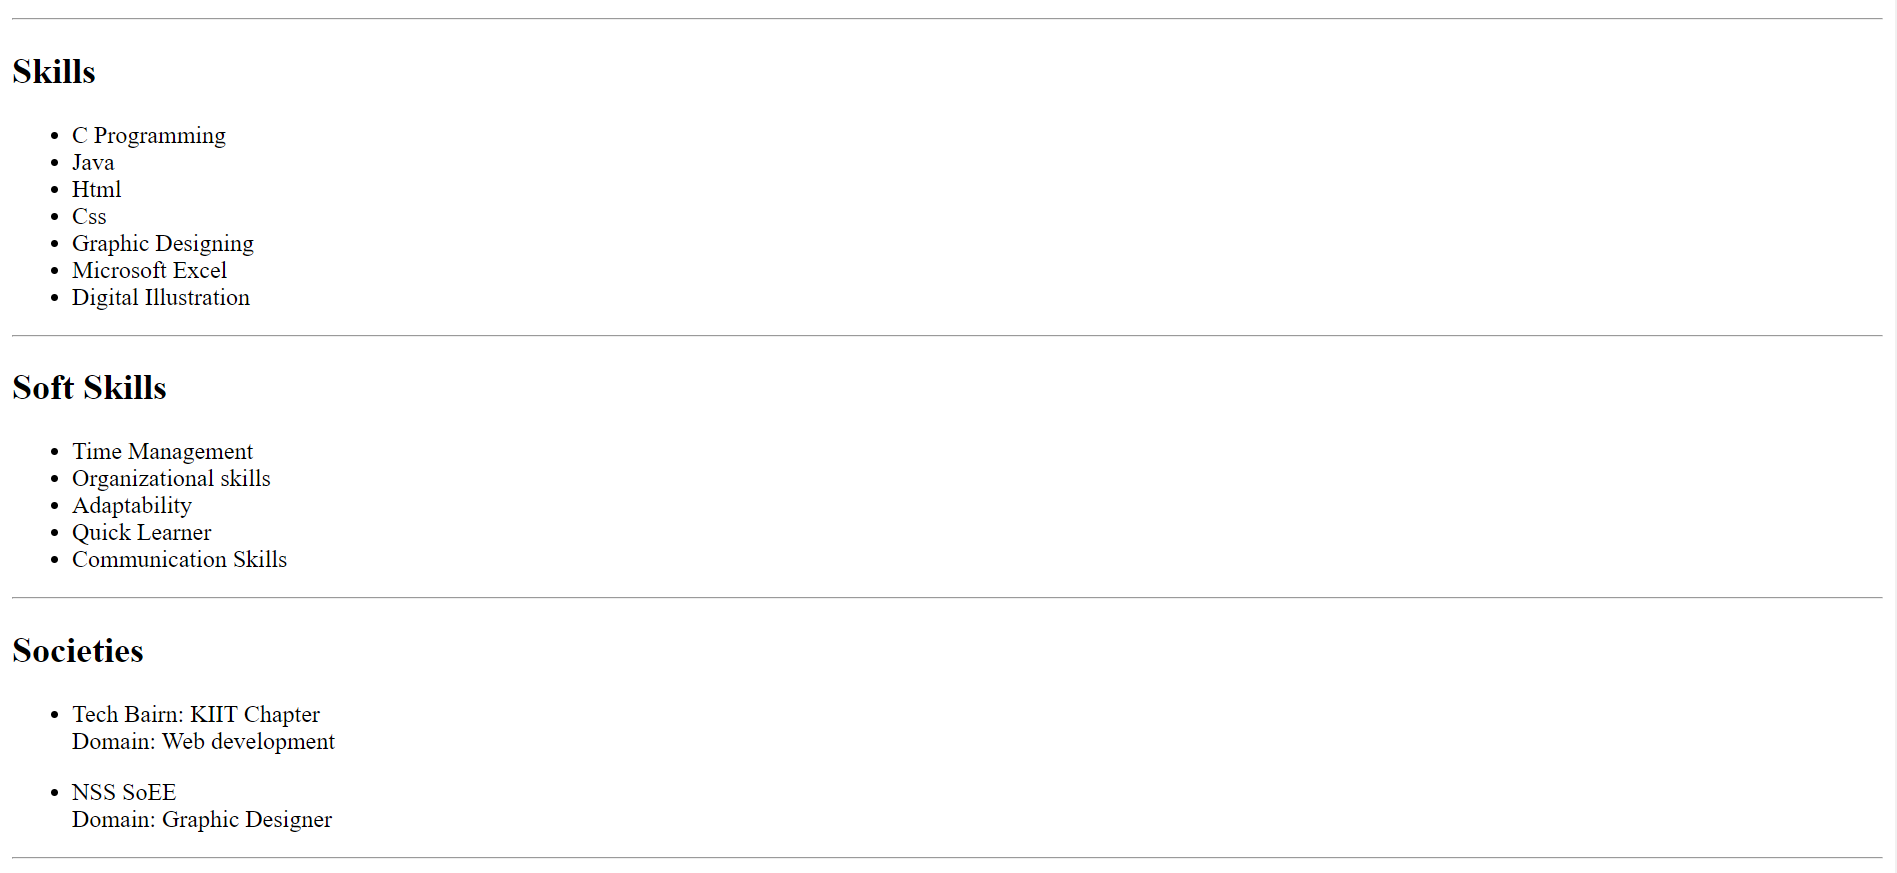 Skills
C Programming
Java
Html
Css
Graphic Designing
Microsoft Excel
Digital Illustration
Soft Skills
Time Management
Organizational skills
Adaptability
Quick Learner
Communication Skills
Societies
Tech Bairn: KIIT Chapter
Domain: Web development
NSS SoEE
Domain: Graphic Designer